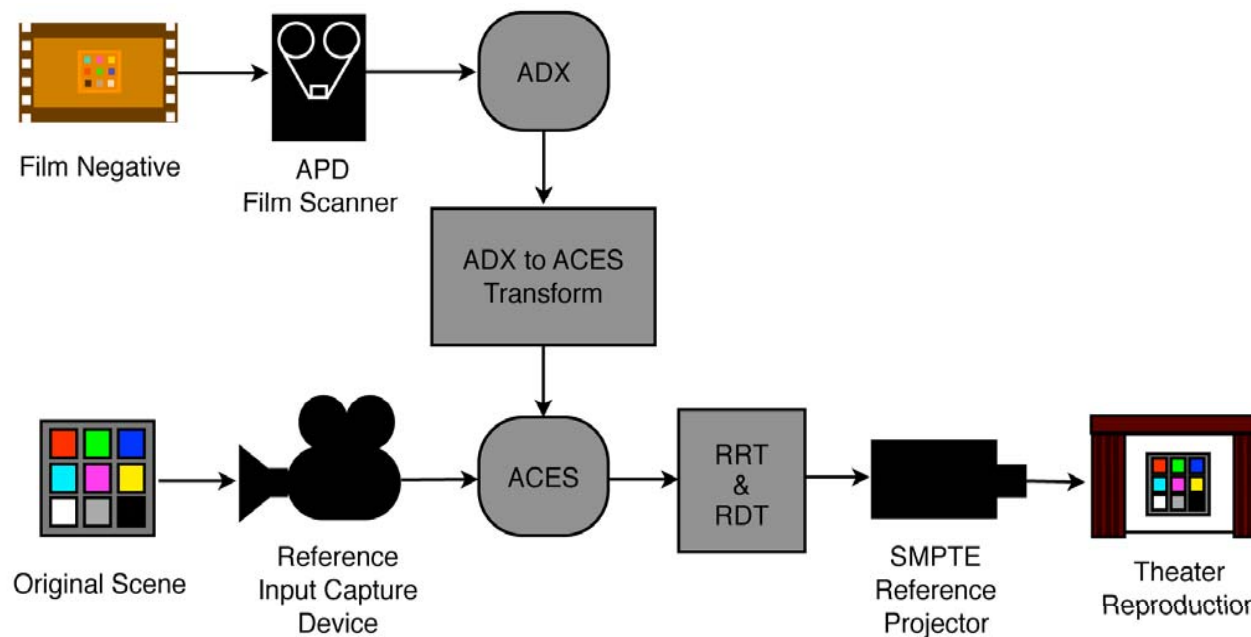 ADX
Film Negative
APD
Film Scanner
ADX to ACES
Transform
ACES
RRT
&
RDT
Original Scene
Reference
Input Capture
Device
SMPTE
Reference
Projector
Theater
Reproduction